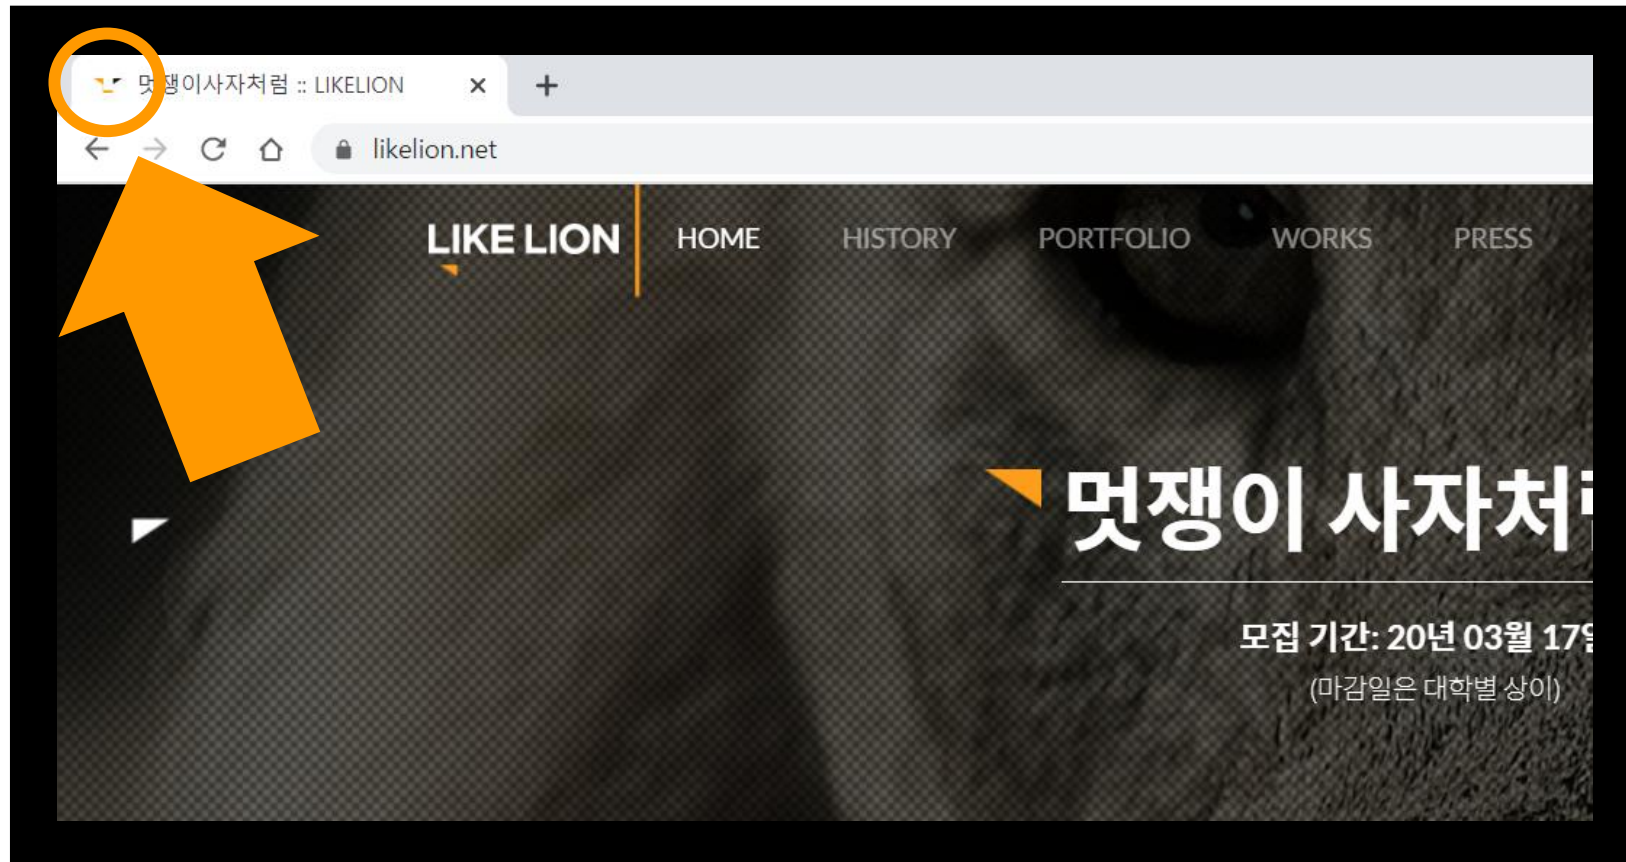 멋쟁이사자처럼 :: LIKELION
likelion.net
LIKE LION HOME HISTORY PORTFOLIO WORKS PRESS
멋쟁이 사자처
모집 기간: 20년 03월 17
(마감일은 대학별 상이)